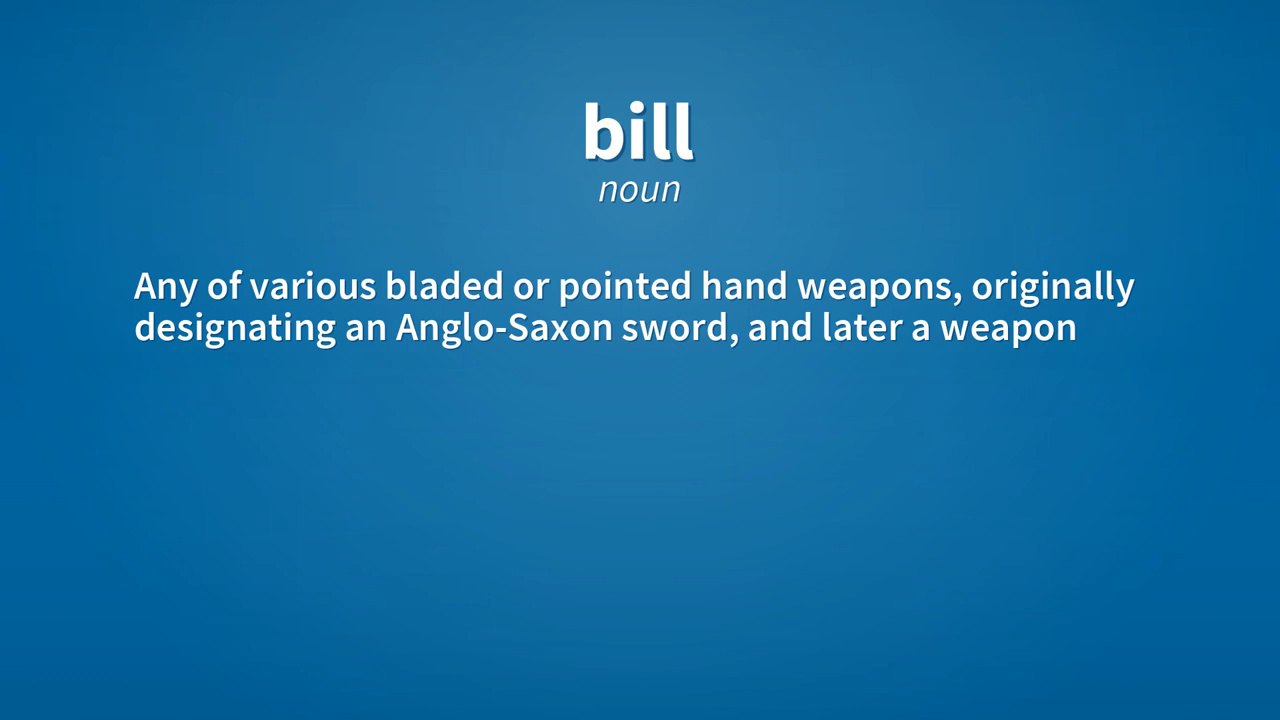 bill
noun
Any of various bladed or pointed hand weapons, originally
designating an Anglo-Saxon sword, and later a weapon